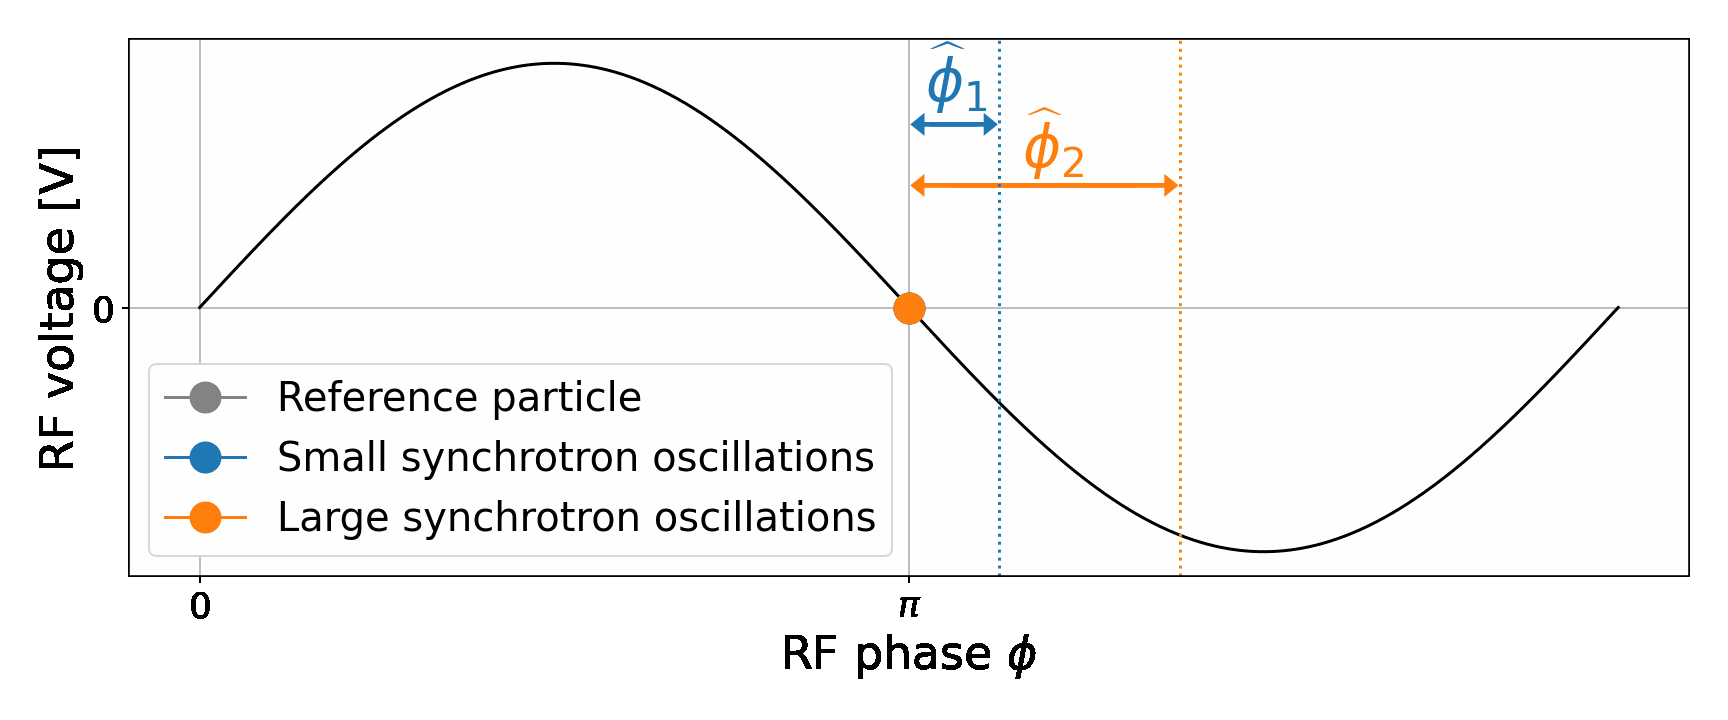 RF voltage [V]
0
ϕ̂₁
ϕ̂₂
Reference particle
Small synchrotron oscillations
Large synchrotron oscillations
0
π
RF phase ϕ